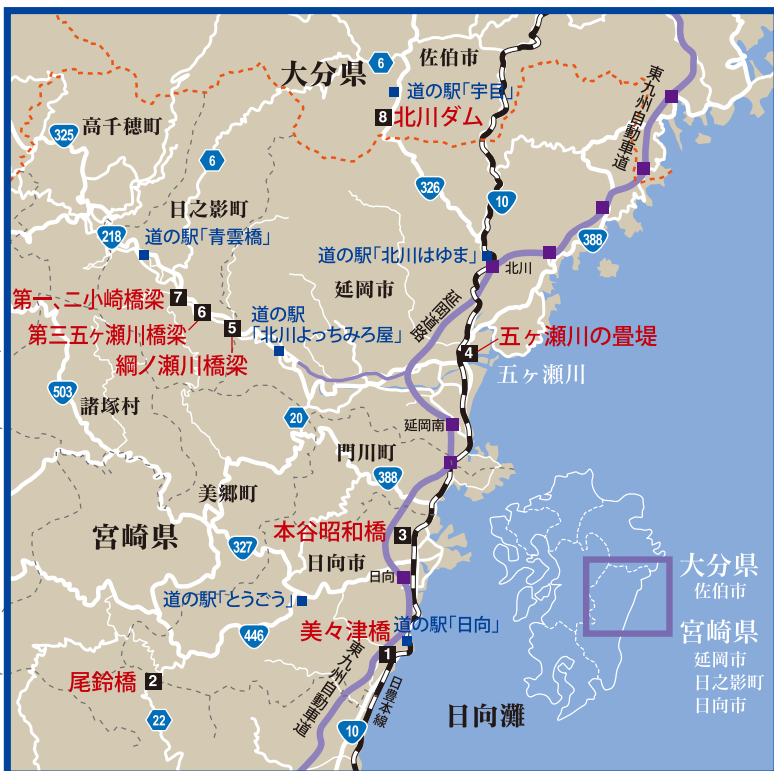 大分県
佐伯市
6
道の駅「宇目」
8
北川ダム
東九州自動車道
高千穂町
325
6
326
10
日之影町
218
道の駅「青雲橋」
388
道の駅「北川はゆま」
北川
延岡市
第一、二小崎橋梁
7
6
第三五ヶ瀬川橋梁
5
綱ノ瀬川橋梁
道の駅
「北川よっちみろ屋」
延岡道路
4
五ヶ瀬川の畳堤
五ヶ瀬川
503
諸塚村
20
延岡南
門川町
388
美郷町
宮崎県
327
本谷昭和橋
3
日向市
日向
道の駅「とうごう」
446
美々津橋
道の駅「日向」
1
尾鈴橋
2
22
東九州自動車道
日豊本線
10
日向灘
大分県
佐伯市
宮崎県
延岡市
日之影町
日向市